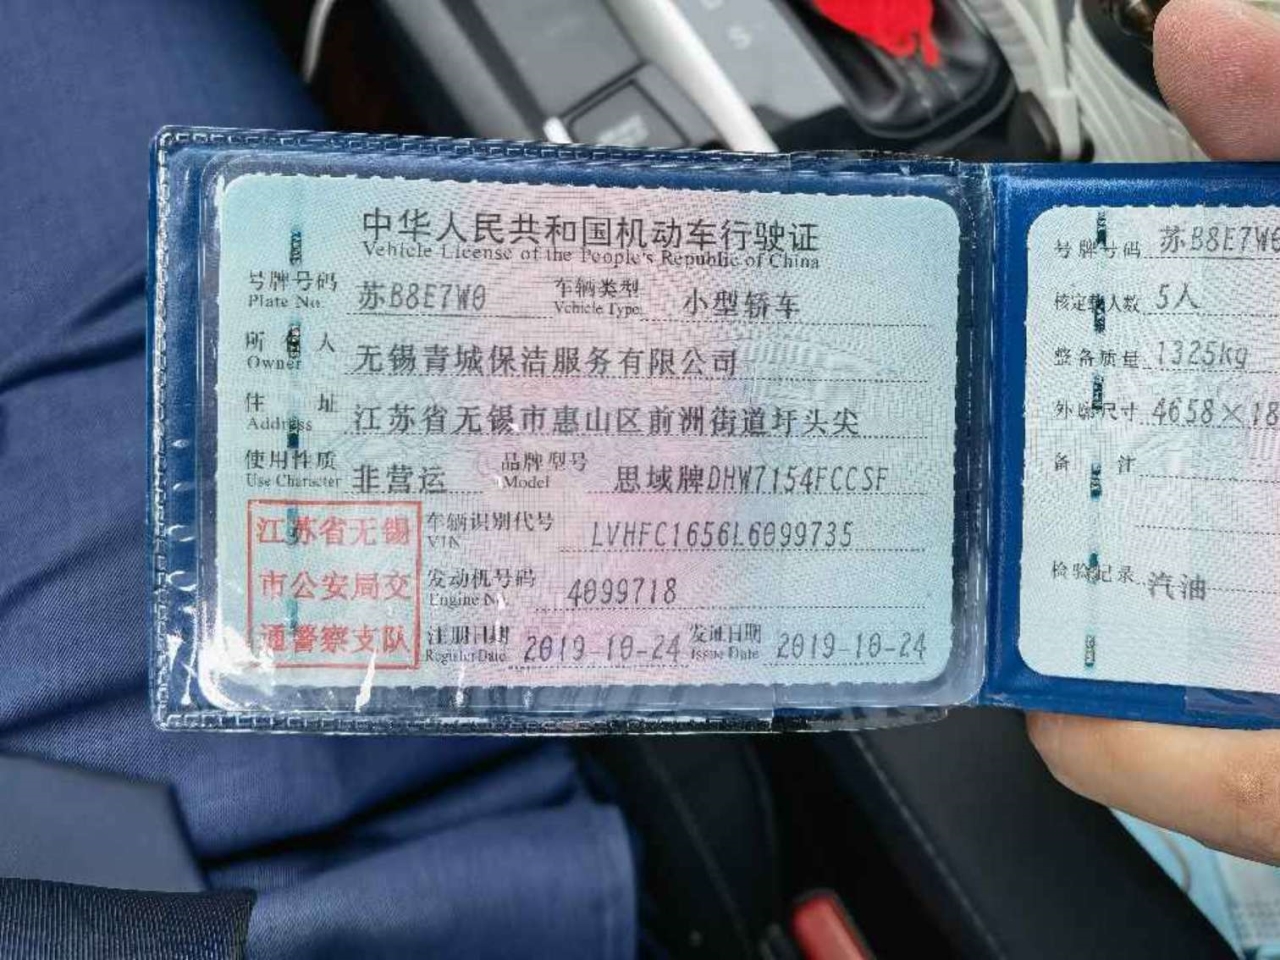 中华人民共和国机动车行驶证
Vehicle License of the People's Republic of China
号牌号码 苏B8E7W0 车辆类型 小型轿车
Plate No. Vehicle Type
所有人 无锡青城保洁服务有限公司
Owner
住址 江苏省无锡市惠山区前洲街道圩头尖
Address
使用性质 非营运 品牌型号 思域牌DHW7154FCCSF
Use Character Model
江苏省无锡
市公安局交
通警察支队
车辆识别代号 LVHFC1656L6099735
VIN
发动机号码 4099718
Engine No.
注册日期 2019-10-24 发证日期 2019-10-24
Register Date Issue Date
号牌号码 苏B8E7W0
核定载人数 5人
整备质量 1325kg
外廓尺寸 4658×18
备注
检验记录 汽油
S